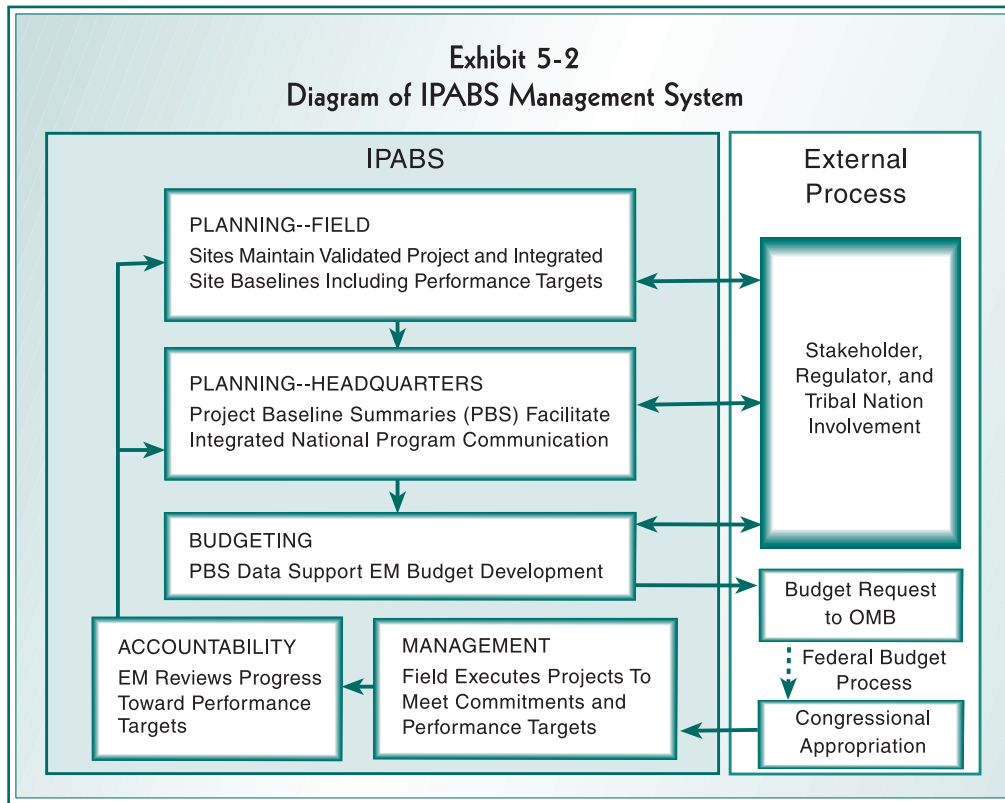 Exhibit 5-2
Diagram of IPABS Management System
IPABS
PLANNING--FIELD
Sites Maintain Validated Project and Integrated
Site Baselines Including Performance Targets
PLANNING--HEADQUARTERS
Project Baseline Summaries (PBS) Facilitate
Integrated National Program Communication
BUDGETING
PBS Data Support EM Budget Development
ACCOUNTABILITY
EM Reviews Progress
Toward Performance
Targets
MANAGEMENT
Field Executes Projects To
Meet Commitments and
Performance Targets
External
Process
Stakeholder,
Regulator, and
Tribal Nation
Involvement
Budget Request
to OMB
Federal Budget
Process
Congressional
Appropriation